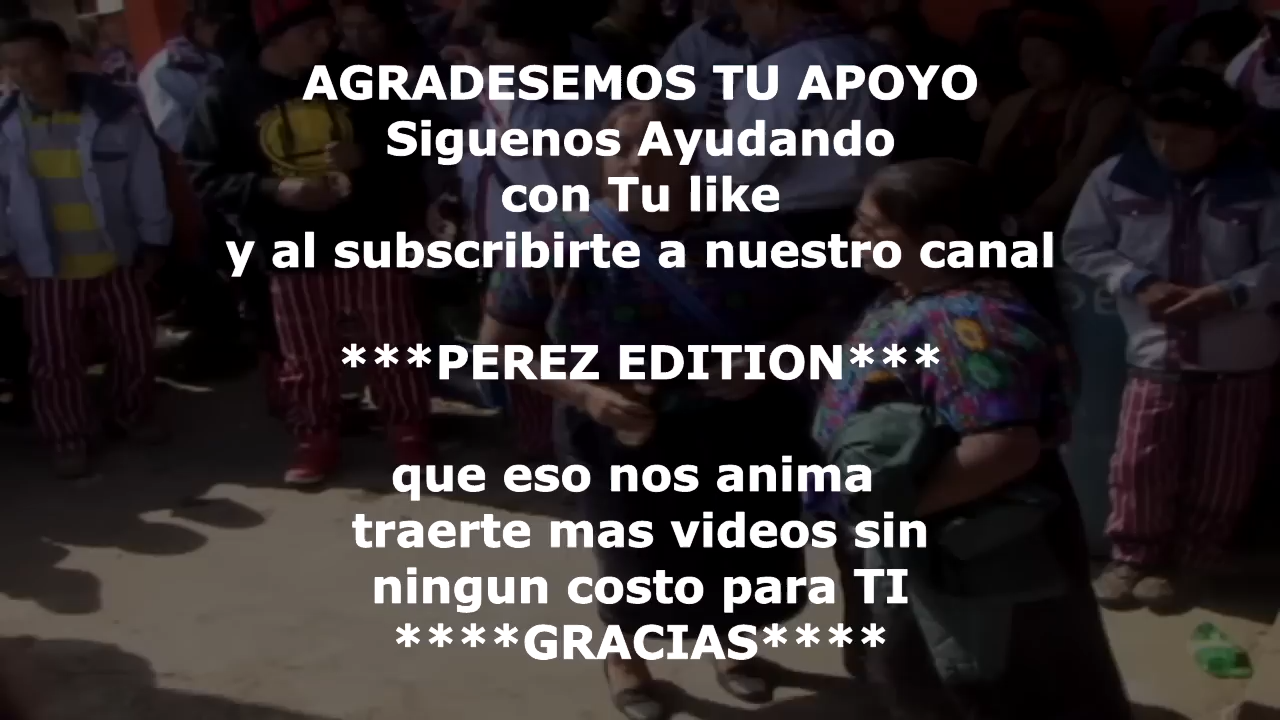 AGRADESEMOS TU APOYO
Siguenos Ayudando
con Tu like
y al subscribirte a nuestro canal
***PEREZ EDITION***
que eso nos anima
traerte mas videos sin
ningun costo para TI
****GRACIAS****